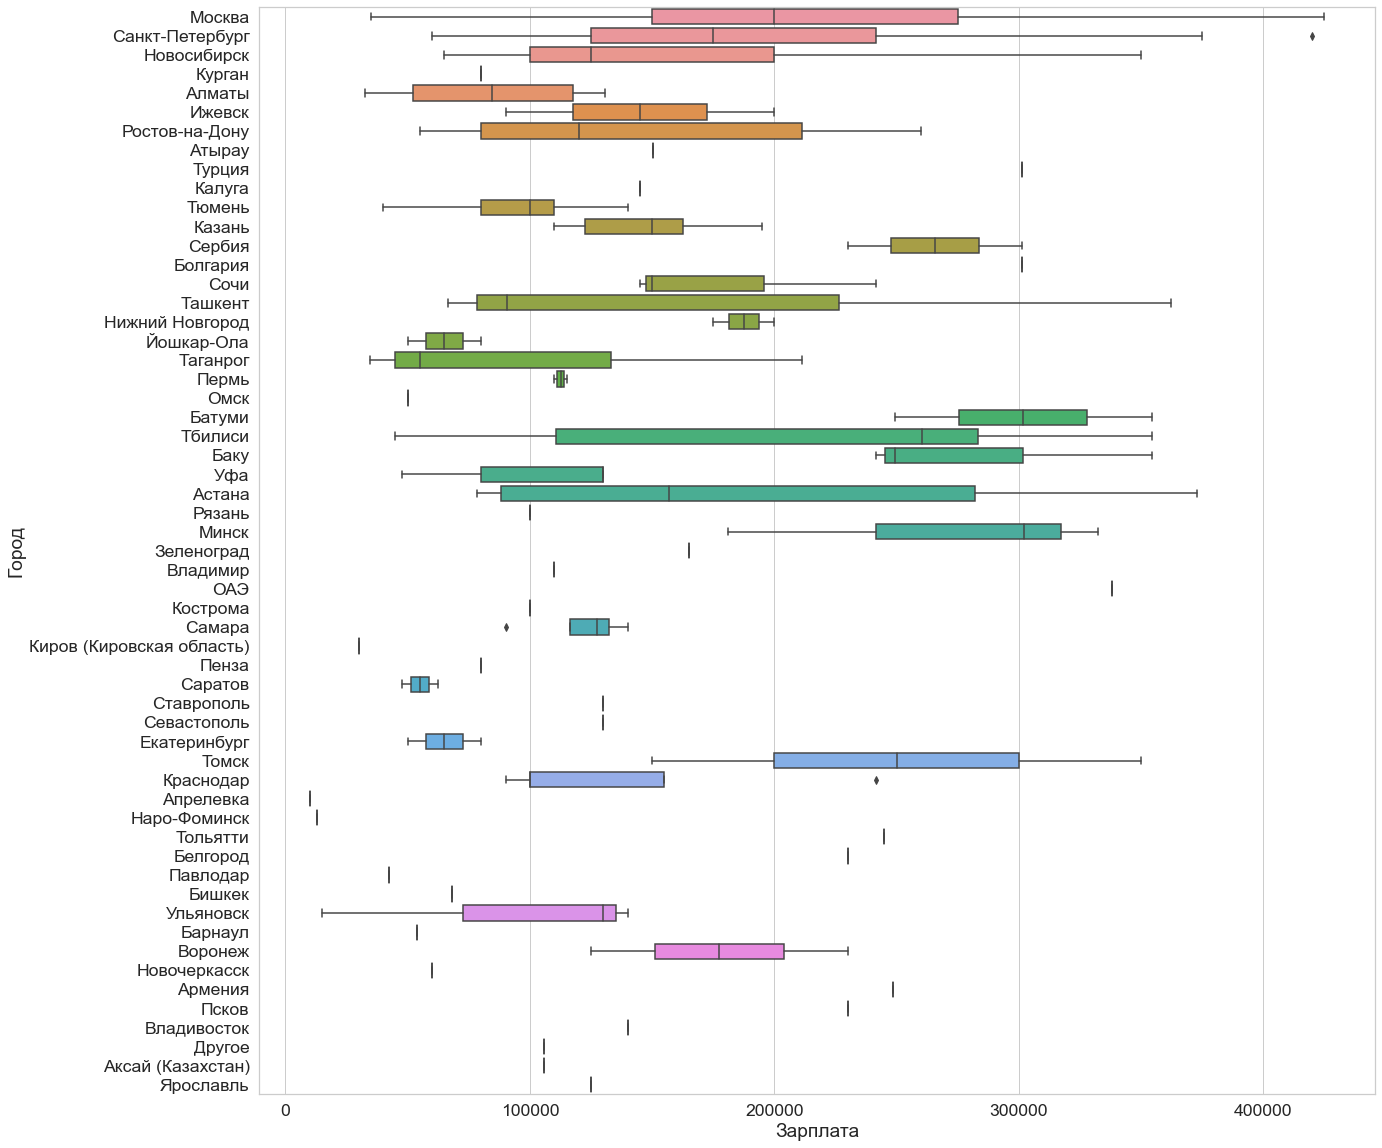 Москва
Санкт-Петербург
Новосибирск
Курган
Алматы
Ижевск
Ростов-на-Дону
Атырау
Турция
Калуга
Тюмень
Казань
Сербия
Болгария
Сочи
Ташкент
Нижний Новгород
Йошкар-Ола
Таганрог
Пермь
Омск
Батуми
Тбилиси
Баку
Уфа
Астана
Рязань
Минск
Зеленоград
Владимир
ОАЭ
Кострома
Самара
Киров (Кировская область)
Пенза
Саратов
Ставрополь
Севастополь
Екатеринбург
Томск
Краснодар
Апрелевка
Наро-Фоминск
Тольятти
Белгород
Павлодар
Бишкек
Ульяновск
Барнаул
Воронеж
Новочеркасск
Армения
Псков
Владивосток
Другое
Аксай (Казахстан)
Ярославль
Город
0 100000 200000 300000 400000
Зарплата